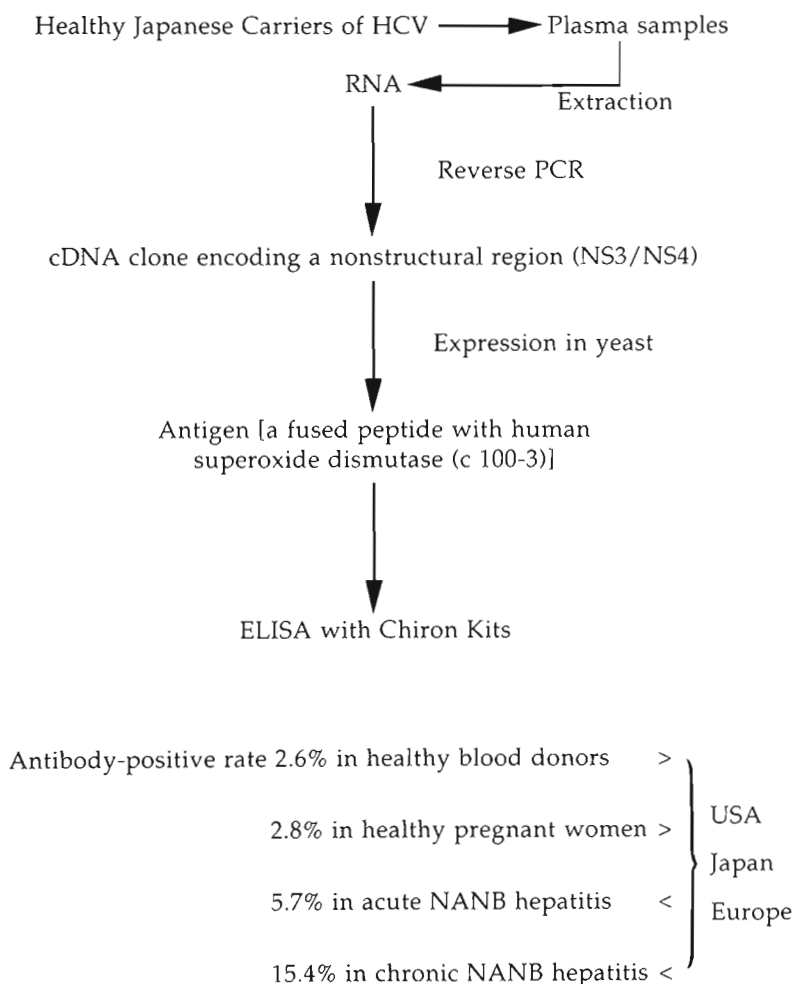 Healthy Japanese Carriers of HCV Plasma samples
RNA
Extraction
Reverse PCR
cDNA clone encoding a nonstructural region (NS3/NS4)
Expression in yeast
Antigen [a fused peptide with human
superoxide dismutase (c 100-3)]
ELISA with Chiron Kits
Antibody-positive rate 2.6% in healthy blood donors >
2.8% in healthy pregnant women >
5.7% in acute NANB hepatitis <
15.4% in chronic NANB hepatitis <
USA
Japan
Europe